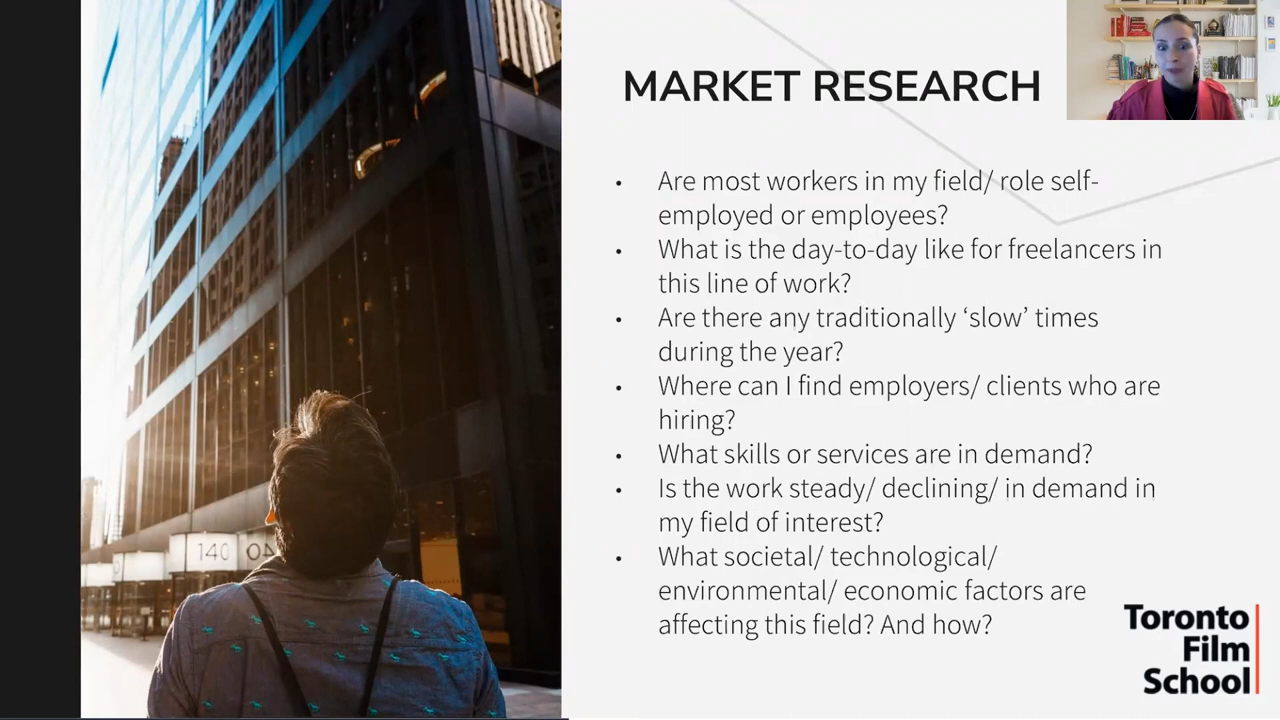 MARKET RESEARCH
• Are most workers in my field/ role self-
employed or employees?
• What is the day-to-day like for freelancers in
this line of work?
• Are there any traditionally ‘slow’ times
during the year?
• Where can I find employers/ clients who are
hiring?
• What skills or services are in demand?
• Is the work steady/ declining/ in demand in
my field of interest?
• What societal/ technological/
environmental/ economic factors are
affecting this field? And how?
140
Toronto
Film
School